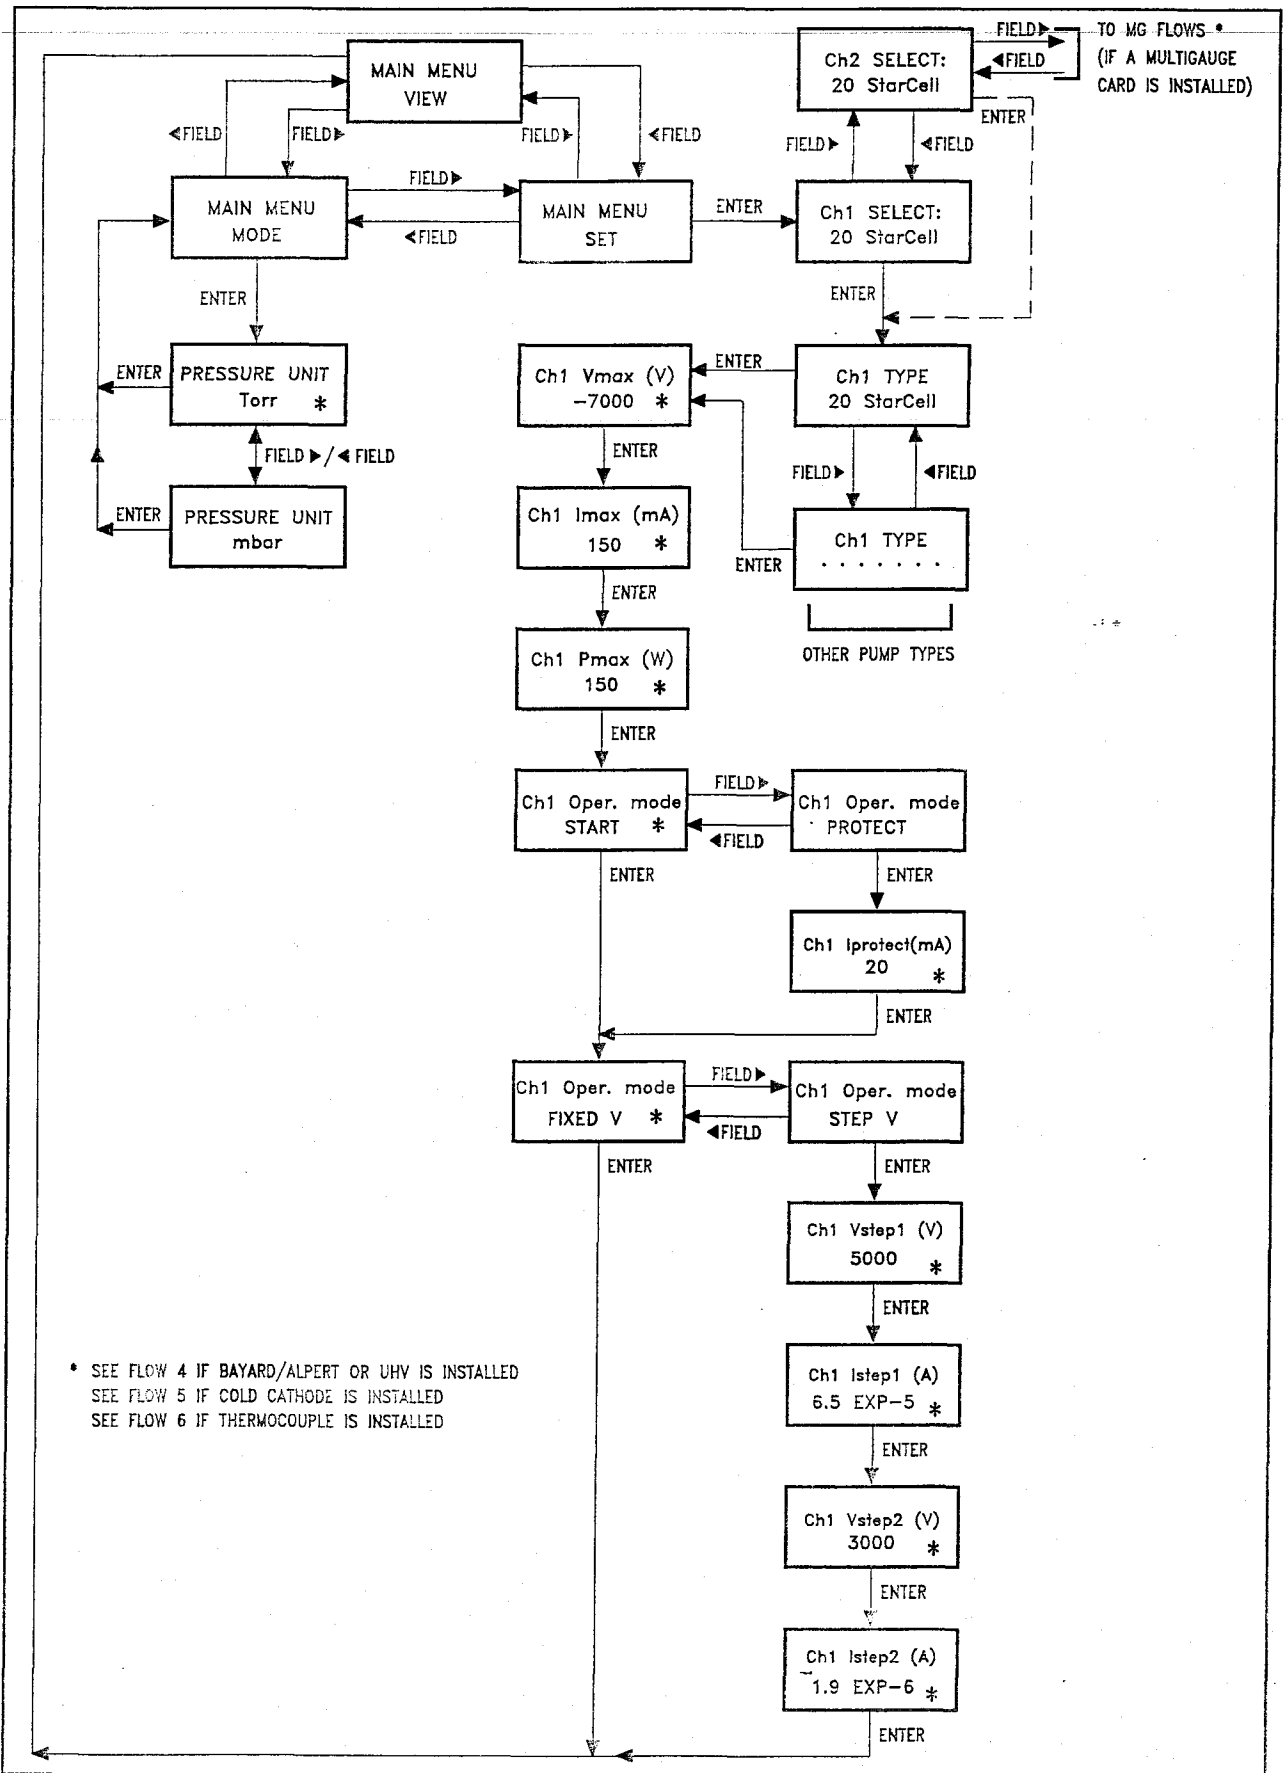 MAIN MENU
VIEW
◄FIELD
FIELD►
FIELD►
◄FIELD
MAIN MENU
MODE
FIELD►
◄FIELD
MAIN MENU
SET
ENTER
Ch2 SELECT:
20 StarCell
FIELD►
◄FIELD
TO MG FLOWS *
(IF A MULTIGAUGE
CARD IS INSTALLED)
ENTER
FIELD►
◄FIELD
Ch1 SELECT:
20 StarCell
ENTER
ENTER
PRESSURE UNIT
Torr *
ENTER
FIELD►/◄FIELD
PRESSURE UNIT
mbar
ENTER
Ch1 TYPE
20 StarCell
ENTER
FIELD►
◄FIELD
Ch1 TYPE
. . . . . . .
ENTER
OTHER PUMP TYPES
Ch1 Vmax (V)
-7000 *
ENTER
Ch1 Imax (mA)
150 *
ENTER
Ch1 Pmax (W)
150 *
ENTER
Ch1 Oper. mode
START *
FIELD►
◄FIELD
Ch1 Oper. mode
PROTECT
ENTER
ENTER
Ch1 Iprotect(mA)
20 *
ENTER
Ch1 Oper. mode
FIXED V *
FIELD►
◄FIELD
Ch1 Oper. mode
STEP V
ENTER
ENTER
Ch1 Vstep1 (V)
5000 *
ENTER
Ch1 Istep1 (A)
6.5 EXP-5 *
ENTER
Ch1 Vstep2 (V)
3000 *
ENTER
Ch1 Istep2 (A)
1.9 EXP-6 *
ENTER
* SEE FLOW 4 IF BAYARD/ALPERT OR UHV IS INSTALLED
SEE FLOW 5 IF COLD CATHODE IS INSTALLED
SEE FLOW 6 IF THERMOCOUPLE IS INSTALLED